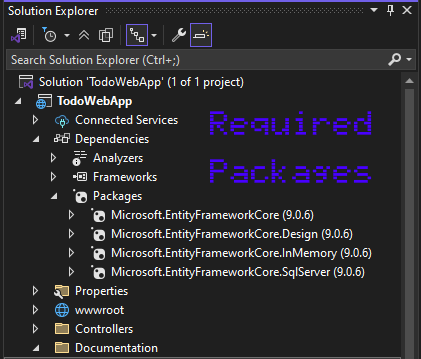 Solution Explorer
Search Solution Explorer (Ctrl+;)
Solution 'TodoWebApp' (1 of 1 project)
TodoWebApp
Connected Services
Required
Dependencies
Analyzers
Packages
Frameworks
Packages
Microsoft.EntityFrameworkCore (9.0.6)
Microsoft.EntityFrameworkCore.Design (9.0.6)
Microsoft.EntityFrameworkCore.InMemory (9.0.6)
Microsoft.EntityFrameworkCore.SqlServer (9.0.6)
Properties
wwwroot
Controllers
Documentation